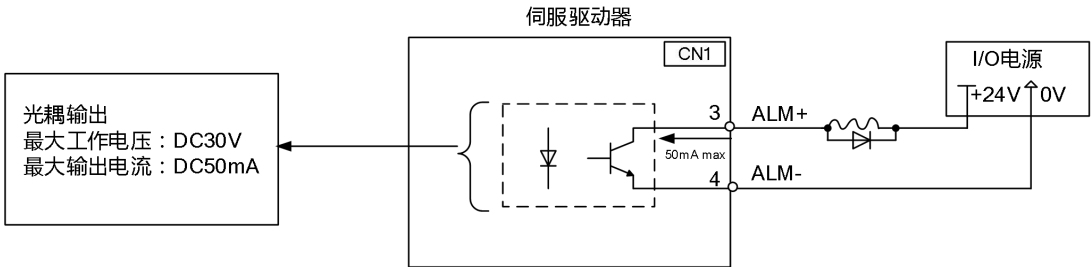 伺服驱动器
CN1
I/O电源
+24V 0V
光耦输出
最大工作电压：DC30V
最大输出电流：DC50mA
3 ALM+
50mA max
4 ALM-